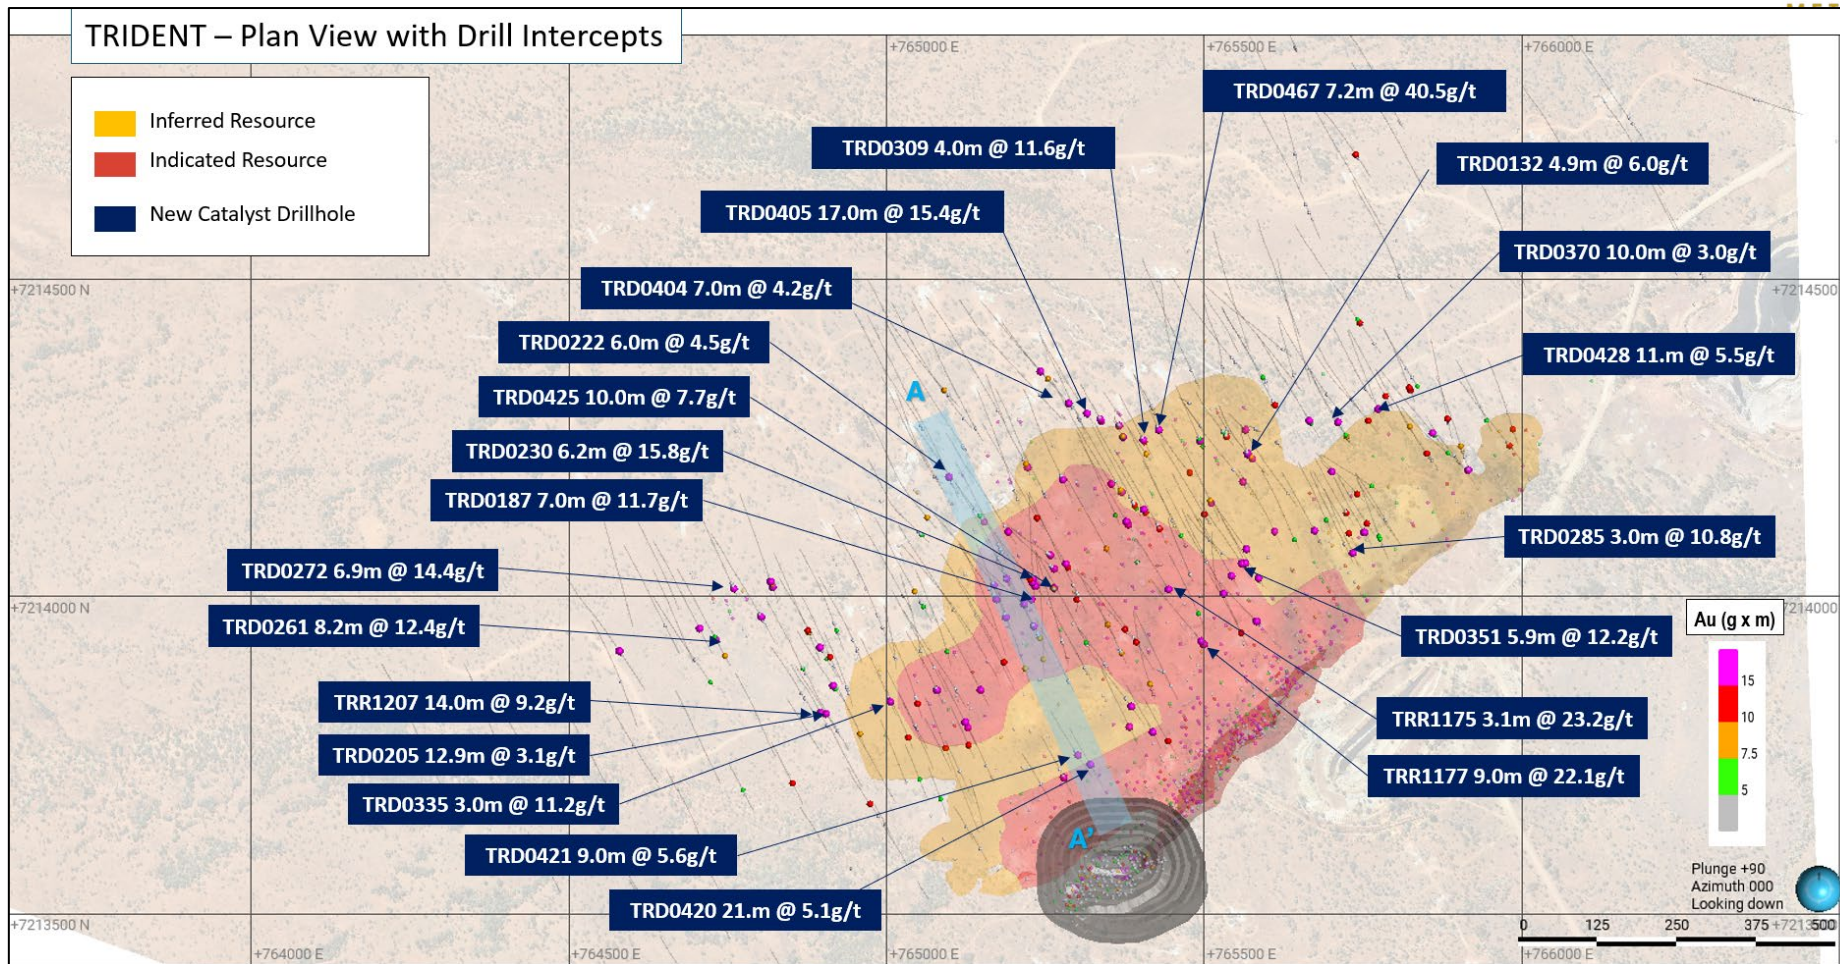 TRIDENT – Plan View with Drill Intercepts
Inferred Resource
Indicated Resource
New Catalyst Drillhole
+765000 E
+765500 E
+766000 E
TRD0467 7.2m @ 40.5g/t
TRD0309 4.0m @ 11.6g/t
TRD0132 4.9m @ 6.0g/t
TRD0405 17.0m @ 15.4g/t
TRD0370 10.0m @ 3.0g/t
TRD0404 7.0m @ 4.2g/t
+7214500 N
+7214500
TRD0222 6.0m @ 4.5g/t
TRD0428 11.m @ 5.5g/t
TRD0425 10.0m @ 7.7g/t
A
TRD0230 6.2m @ 15.8g/t
TRD0187 7.0m @ 11.7g/t
TRD0285 3.0m @ 10.8g/t
TRD0272 6.9m @ 14.4g/t
+7214000 N
7214000
TRD0261 8.2m @ 12.4g/t
TRD0351 5.9m @ 12.2g/t
Au (g x m)
15
10
7.5
5
TRR1207 14.0m @ 9.2g/t
TRR1175 3.1m @ 23.2g/t
TRD0205 12.9m @ 3.1g/t
TRR1177 9.0m @ 22.1g/t
TRD0335 3.0m @ 11.2g/t
A'
TRD0421 9.0m @ 5.6g/t
TRD0420 21.m @ 5.1g/t
Plunge +90
Azimuth 000
Looking down
+7213500 N
0 125 250 375 500
+764000 E
+764500 E
+765000 E
+765500 E
+766000 E